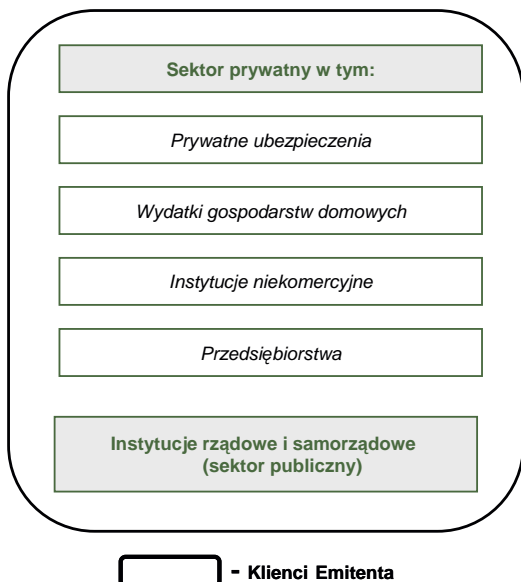 Sektor prywatny w tym:
Prywatne ubezpieczenia
Wydatki gospodarstw domowych
Instytucje niekomercyjne
Przedsiębiorstwa
Instytucje rządowe i samorządowe
(sektor publiczny)
- Klienci Emitenta